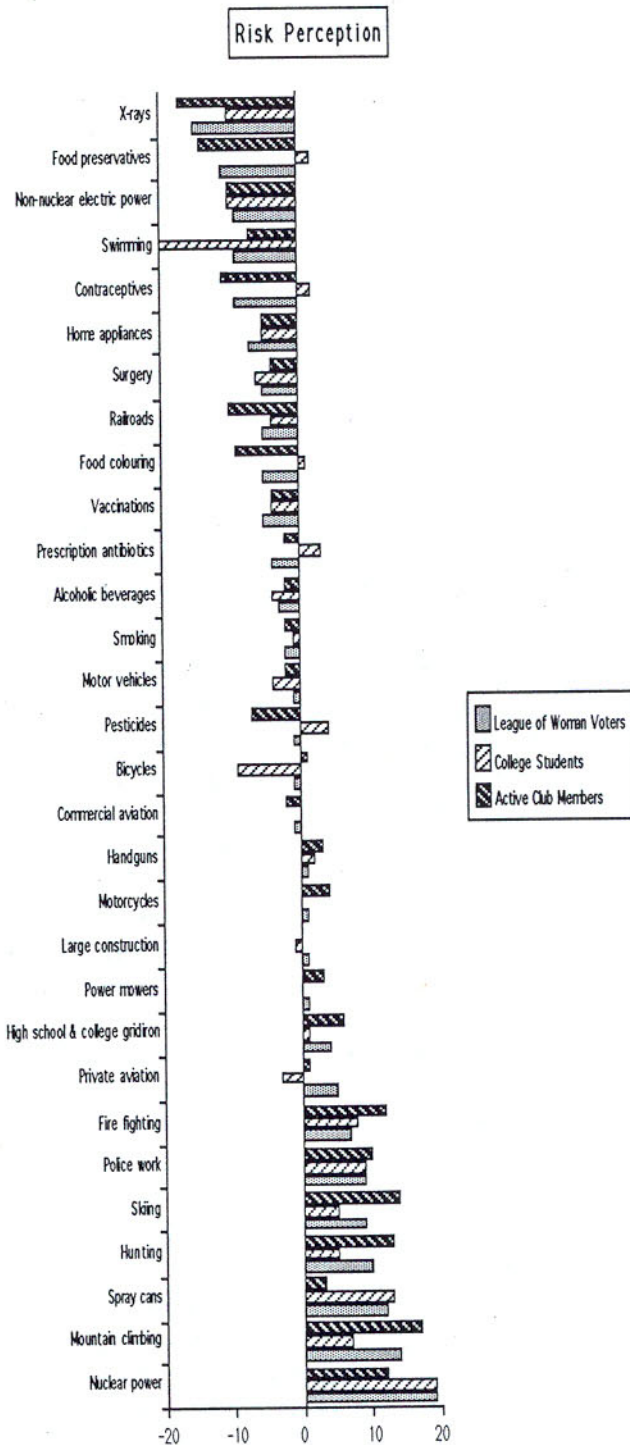 Risk Perception
X-rays
Food preservatives
Non-nuclear electric power
Swimming
Contraceptives
Home appliances
Surgery
Railroads
Food colouring
Vaccinations
Prescription antibiotics
Alcoholic beverages
Smoking
Motor vehicles
Pesticides
Bicycles
Commercial aviation
Handguns
Motorcycles
Large construction
Power mowers
High school & college gridiron
Private aviation
Fire fighting
Police work
Skiing
Hunting
Spray cans
Mountain climbing
Nuclear power
-20 -10 0 10 20
League of Woman Voters
College Students
Active Club Members